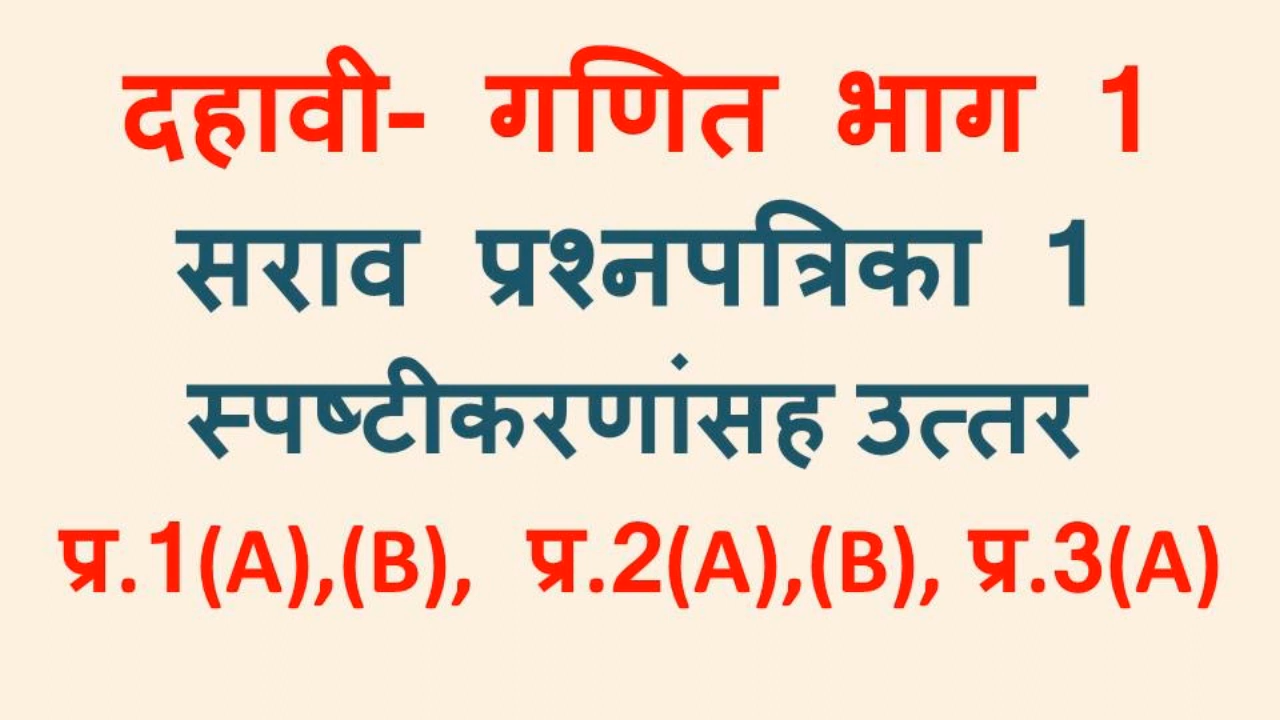 दहावी- गणित भाग 1
सराव प्रश्नपत्रिका 1
स्पष्टीकरणांसह उत्तर
प्र.1(A),(B), प्र.2(A),(B), प्र.3(A)